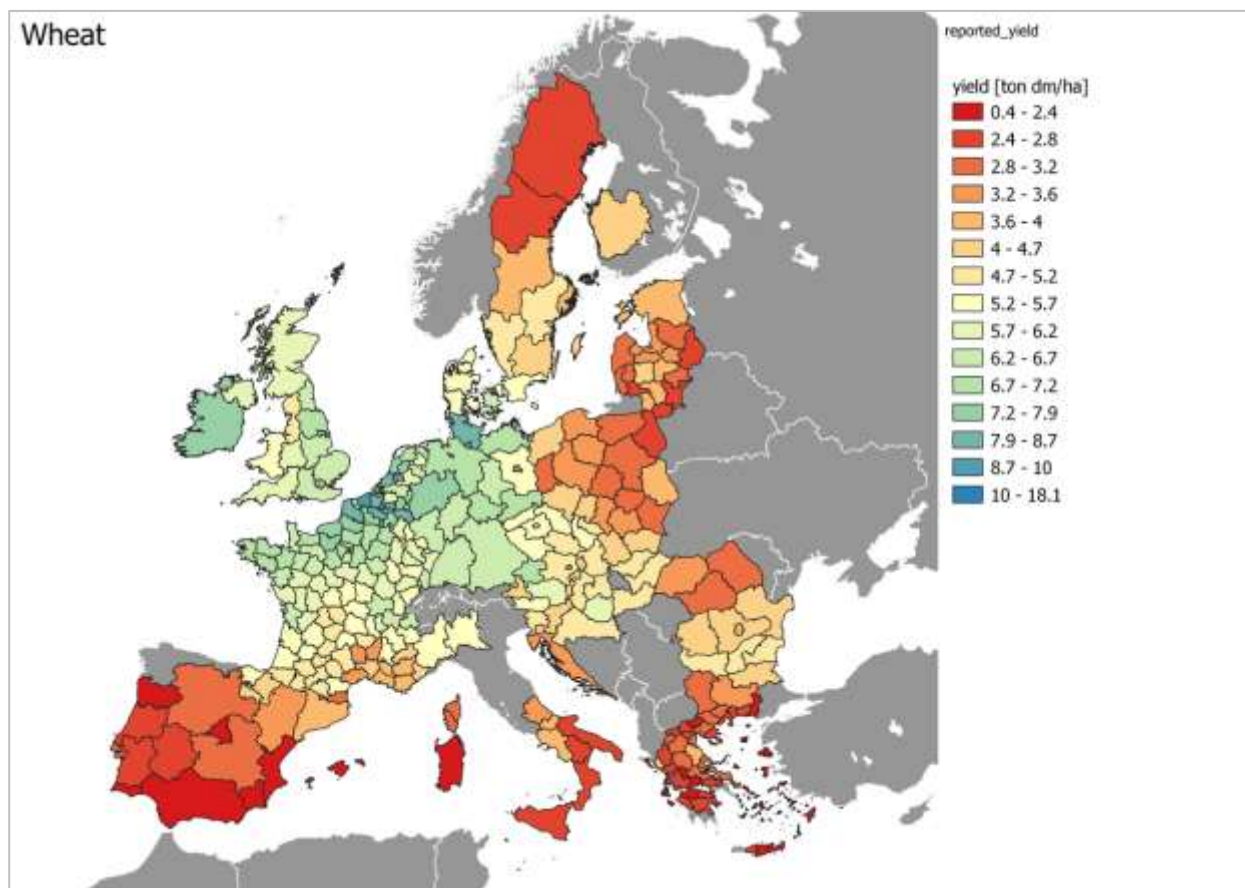 Wheat
reported_yield
yield [ton dm/ha]
0.4 - 2.4
2.4 - 2.8
2.8 - 3.2
3.2 - 3.6
3.6 - 4
4 - 4.7
4.7 - 5.2
5.2 - 5.7
5.7 - 6.2
6.2 - 6.7
6.7 - 7.2
7.2 - 7.9
7.9 - 8.7
8.7 - 10
10 - 18.1